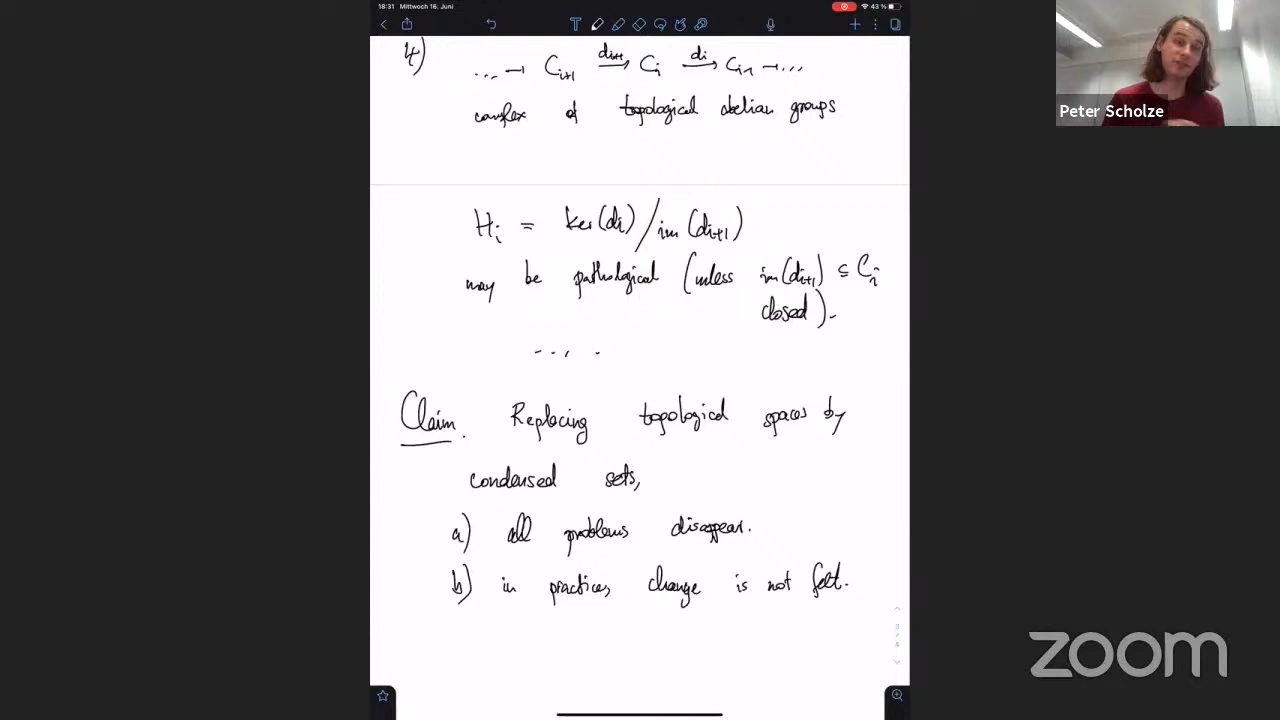 18:31 Mittwoch 16. Juni
43 %
4)
... → C_{i+1} \xrightarrow{d_{i+1}} C_i \xrightarrow{d_i} C_{i-1} → ...
complex of topological abelian groups
H_i = ker(d_i) / im(d_{i+1})
may be pathological (unless im(d_{i+1}) ⊆ C_i
closed).
Claim. Replacing topological spaces by
condensed sets,
a) all problems disappear.
b) in practice, change is not felt.
Peter Scholze
zoom